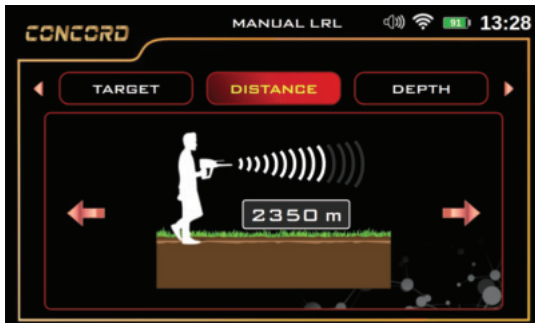 CONCORD
MANUAL LRL
91
13:28
TARGET
DISTANCE
DEPTH
2350 m